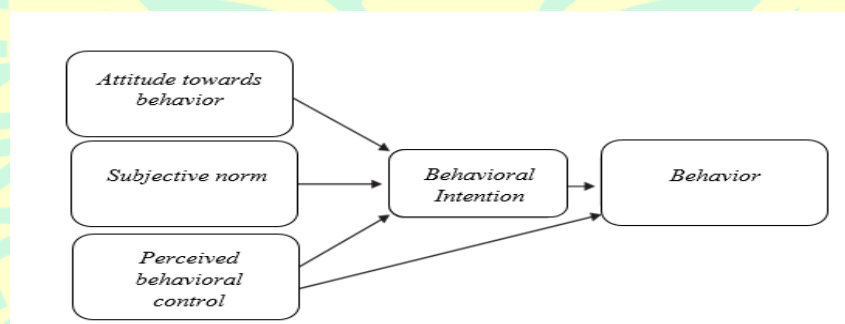 Attitude towards
behavior
Subjective norm
Perceived
behavioral
control
Behavioral
Intention
Behavior